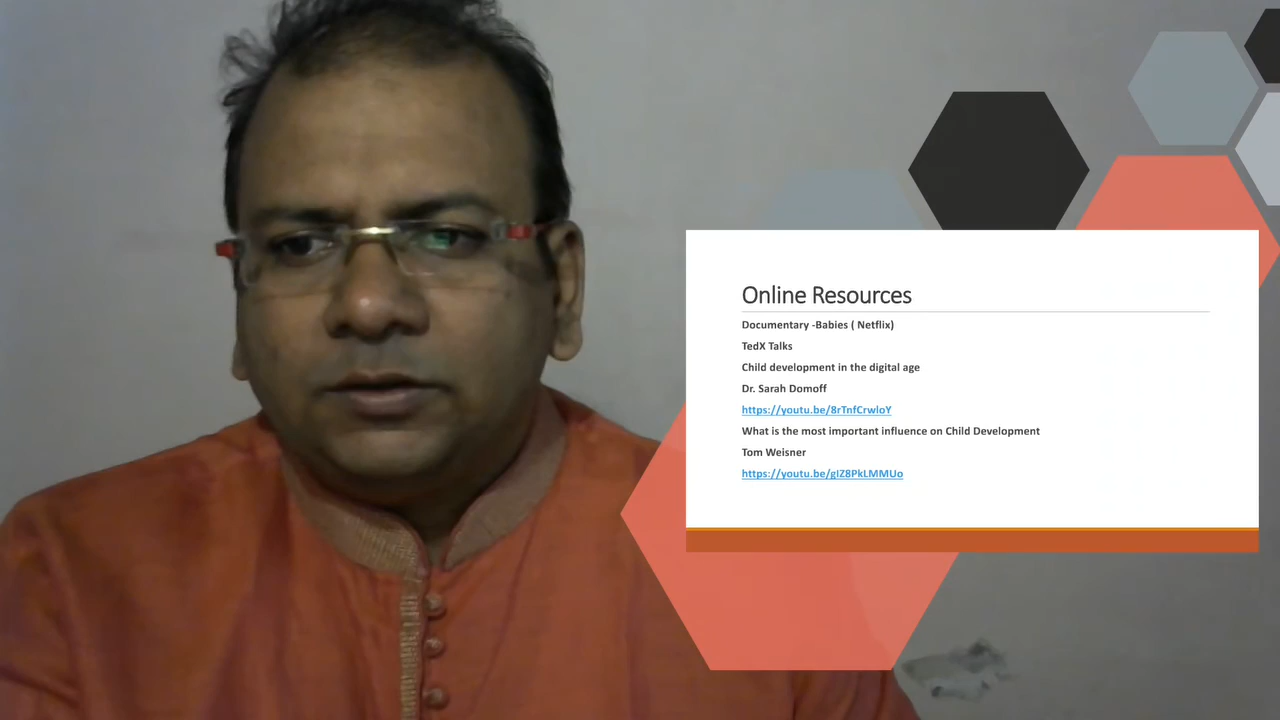 Online Resources
Documentary -Babies ( Netflix)
TedX Talks
Child development in the digital age
Dr. Sarah Domoff
https://youtu.be/8rTnfCrwloY
What is the most important influence on Child Development
Tom Weisner
https://youtu.be/gIZ8PkLMMUo